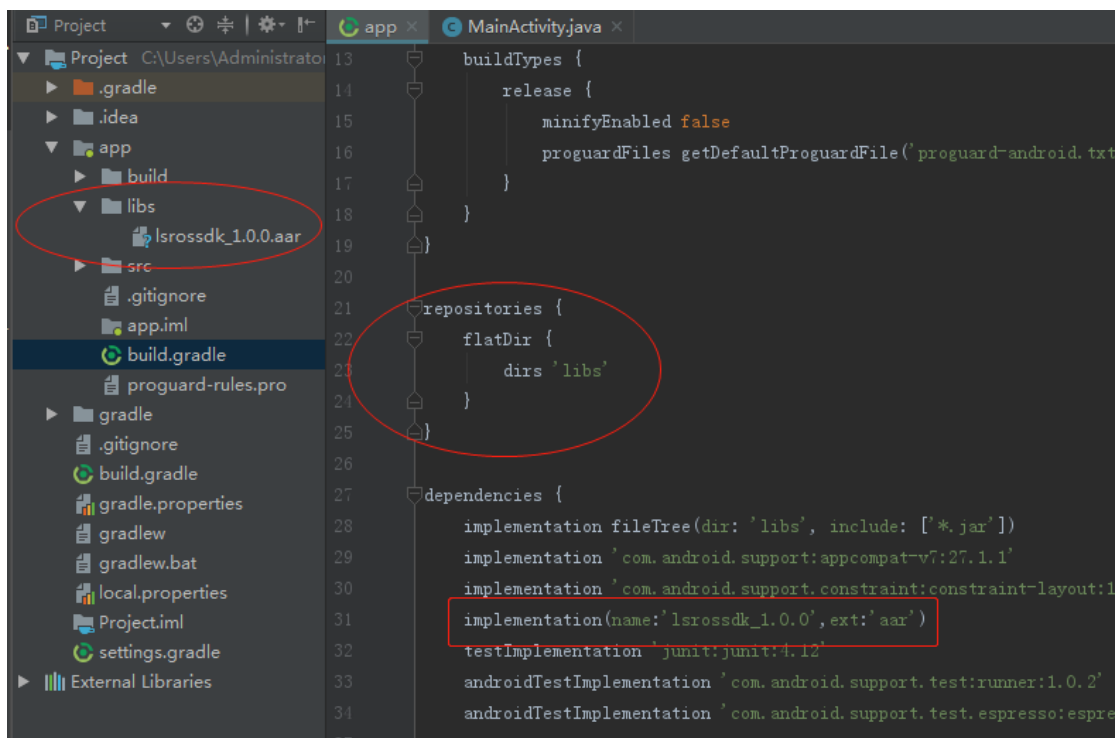 Project
app
MainActivity.java
Project C:\Users\Administrato
.gradle
.idea
app
build
libs
lsrossdk_1.0.0.aar
src
.gitignore
app.iml
build.gradle
proguard-rules.pro
gradle
.gitignore
build.gradle
gradle.properties
gradlew
gradlew.bat
local.properties
Project.iml
settings.gradle
External Libraries
13 buildTypes {
14 release {
15 minifyEnabled false
16 proguardFiles getDefaultProguardFile('proguard-android.txt
17 }
18 }
19 }
20
21 repositories {
22 flatDir {
23 dirs 'libs'
24 }
25 }
26
27 dependencies {
28 implementation fileTree(dir: 'libs', include: ['*.jar'])
29 implementation 'com.android.support:appcompat-v7:27.1.1'
30 implementation 'com.android.support.constraint:constraint-layout:1
31 implementation(name:'lsrossdk_1.0.0',ext:'aar')
32 testImplementation 'junit:junit:4.12'
33 androidTestImplementation 'com.android.support.test:runner:1.0.2'
34 androidTestImplementation 'com.android.support.test.espresso:espre